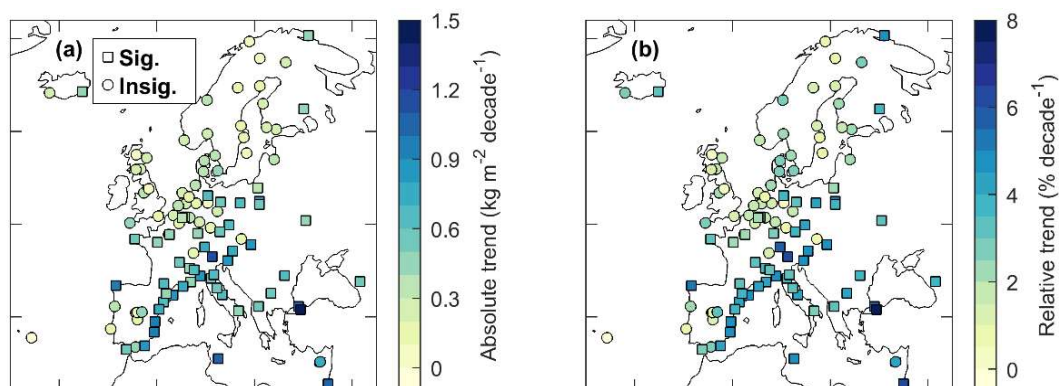 (a)
Sig.
Insig.
1.5
1.2
0.9
0.6
0.3
0
Absolute trend (kg m⁻² decade⁻¹)
(b)
8
6
4
2
0
Relative trend (% decade⁻¹)